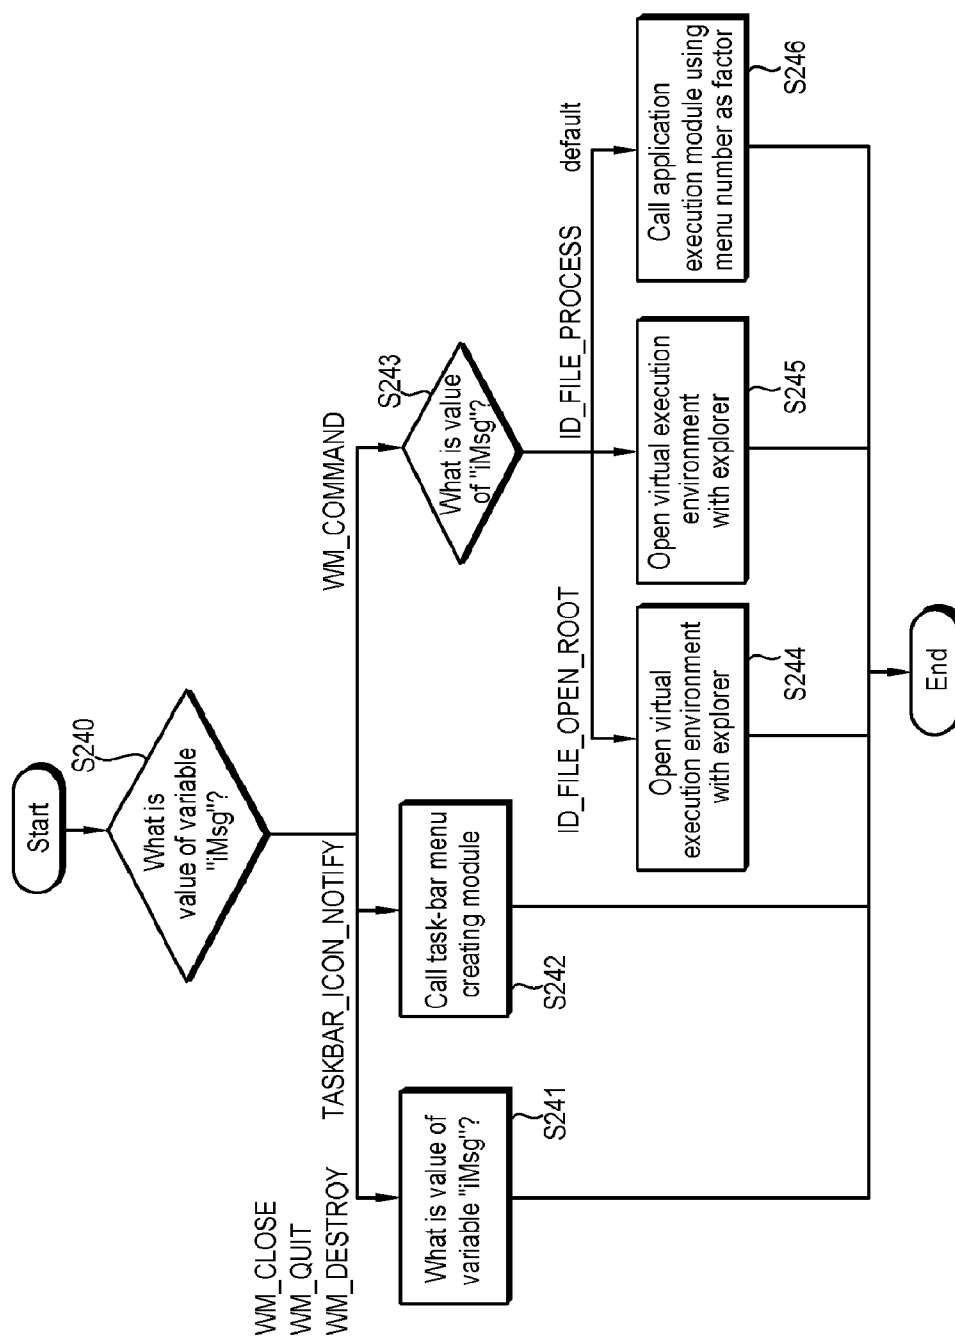 Start
What is
value of variable
"iMsg"?
S240
WM_CLOSE
WM_QUIT
WM_DESTROY
TASKBAR_ICON_NOTIFY
WM_COMMAND
What is value of
variable "iMsg"?
S241
Call task-bar menu
creating module
S242
What is value
of "iMsg"?
S243
ID_FILE_OPEN_ROOT
ID_FILE_PROCESS
default
Open virtual
execution environment
with explorer
S244
Open virtual execution
environment
with explorer
S245
Call application
execution module using
menu number as factor
S246
End